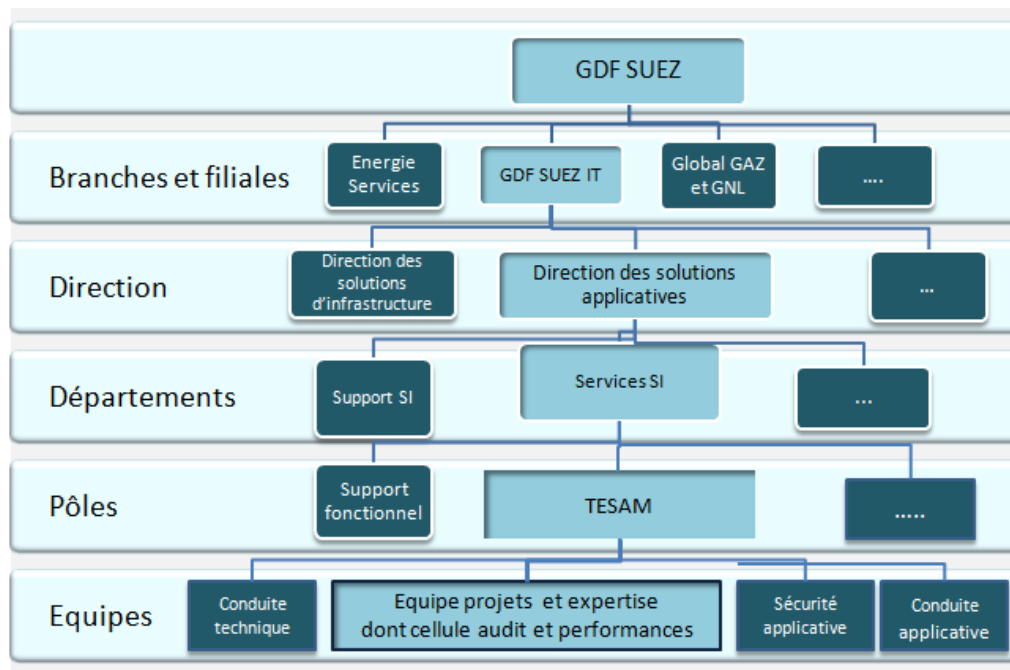 GDF SUEZ
Branches et filiales
Energie
Services
GDF SUEZ IT
Global GAZ
et GNL
....
Direction
Direction des
solutions
d'infrastructure
Direction des solutions
applicatives
...
Départements
Support SI
Services SI
...
Pôles
Support
fonctionnel
TESAM
.....
Equipes
Conduite
technique
Equipe projets et expertise
dont cellule audit et performances
Sécurité
applicative
Conduite
applicative